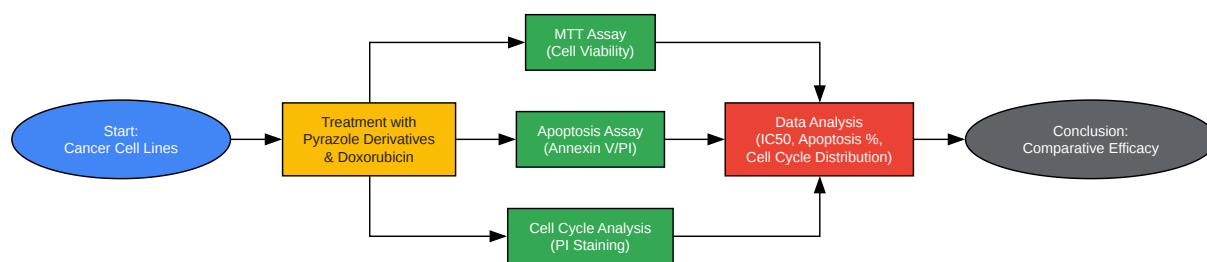 Start:
Cancer Cell Lines
Treatment with
Pyrazole Derivatives
& Doxorubicin
MTT Assay
(Cell Viability)
Apoptosis Assay
(Annexin V/PI)
Cell Cycle Analysis
(PI Staining)
Data Analysis
(IC50, Apoptosis %,
Cell Cycle Distribution)
Conclusion:
Comparative Efficacy